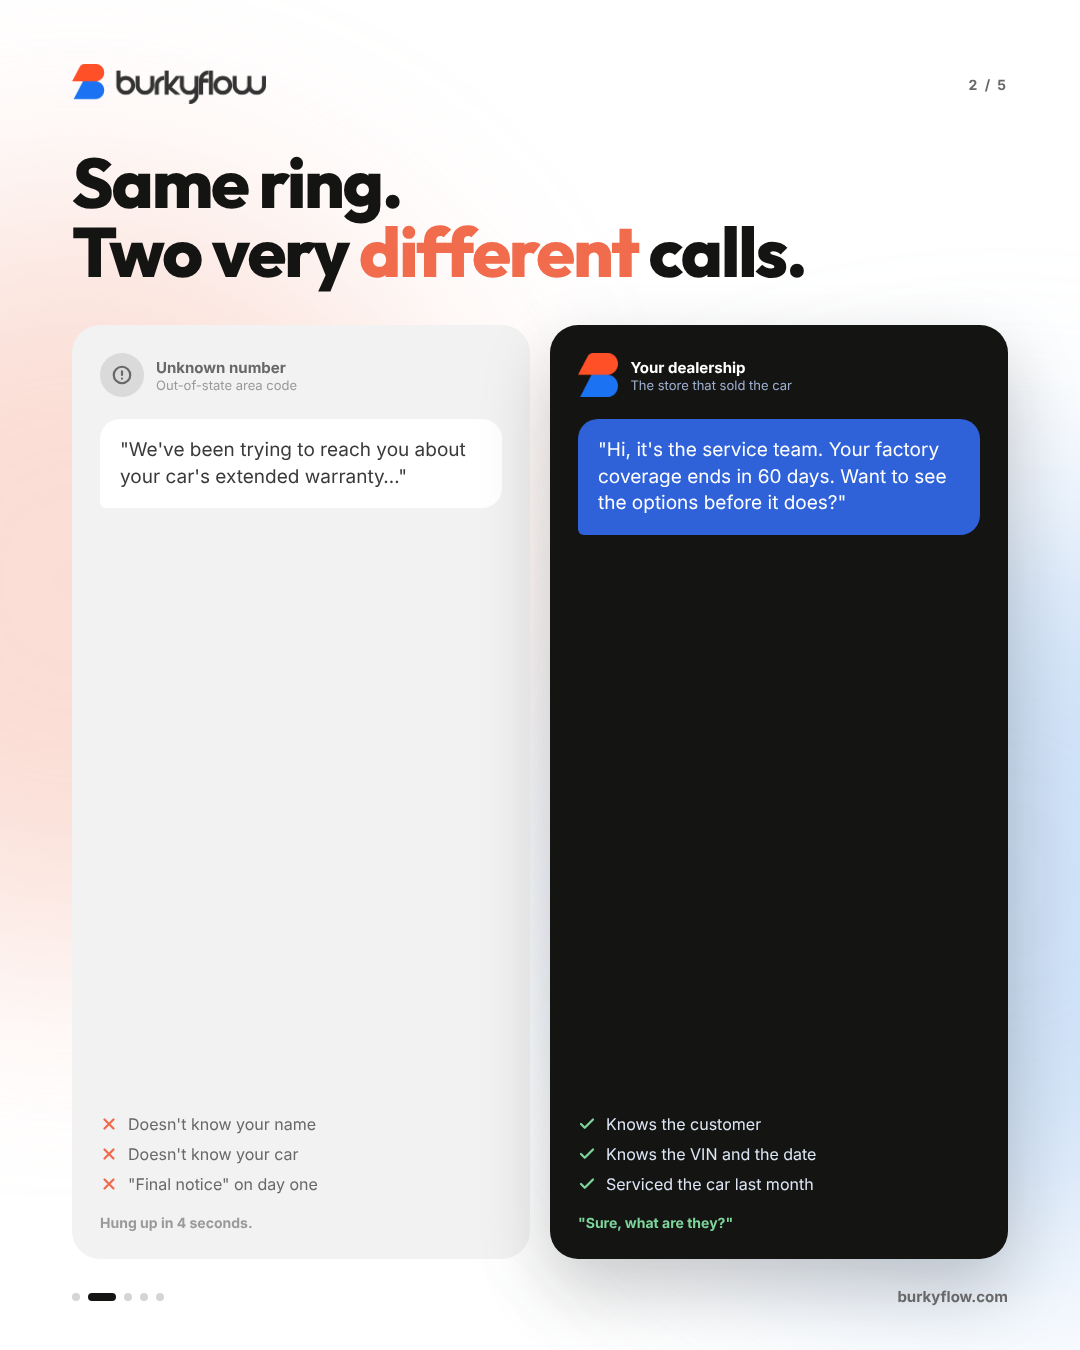 burkyflow
2 / 5
Same ring.
Two very different calls.
Unknown number
Out-of-state area code
"We've been trying to reach you about
your car's extended warranty..."
Doesn't know your name
Doesn't know your car
"Final notice" on day one
Hung up in 4 seconds.
Your dealership
The store that sold the car
"Hi, it's the service team. Your factory
coverage ends in 60 days. Want to see
the options before it does?"
Knows the customer
Knows the VIN and the date
Serviced the car last month
"Sure, what are they?"
burkyflow.com